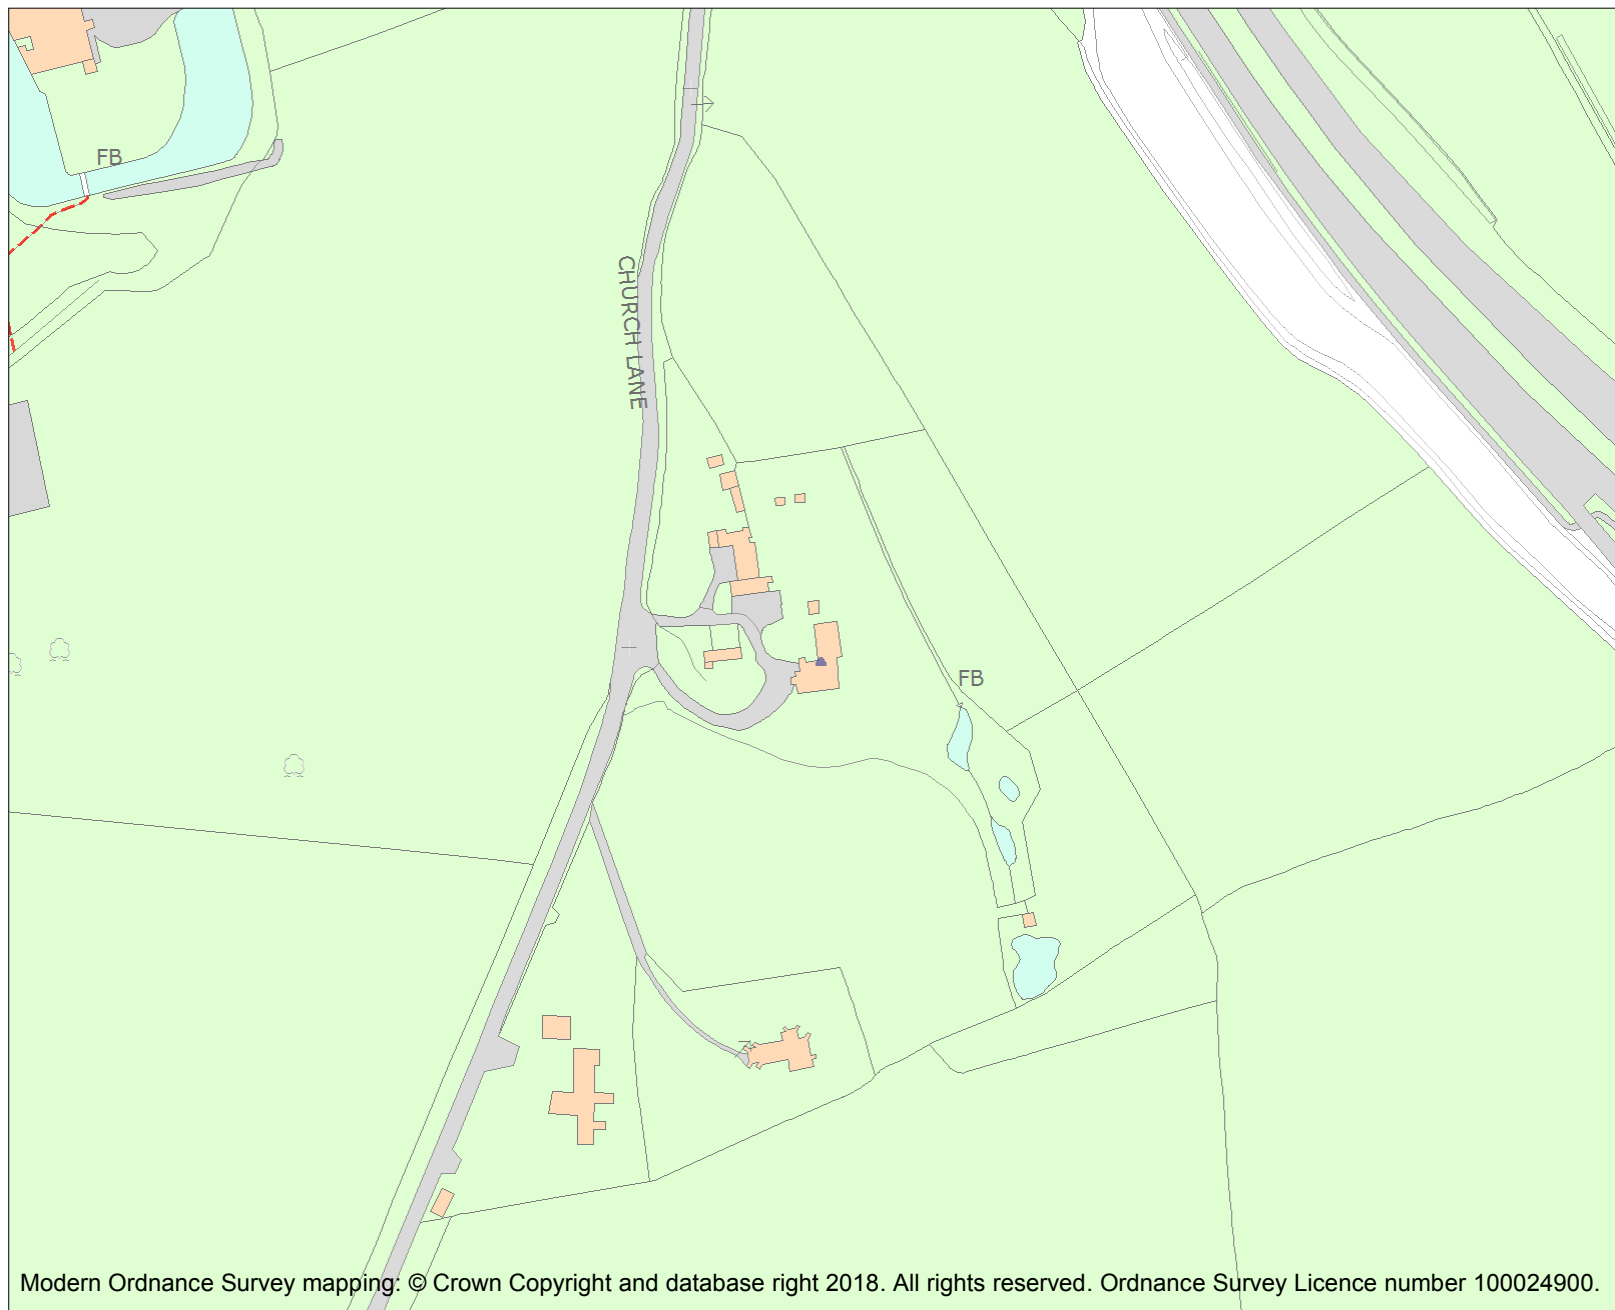 FB
CHURCH LANE
FB
Modern Ordnance Survey mapping: © Crown Copyright and database right 2018. All rights reserved. Ordnance Survey Licence number 100024900.